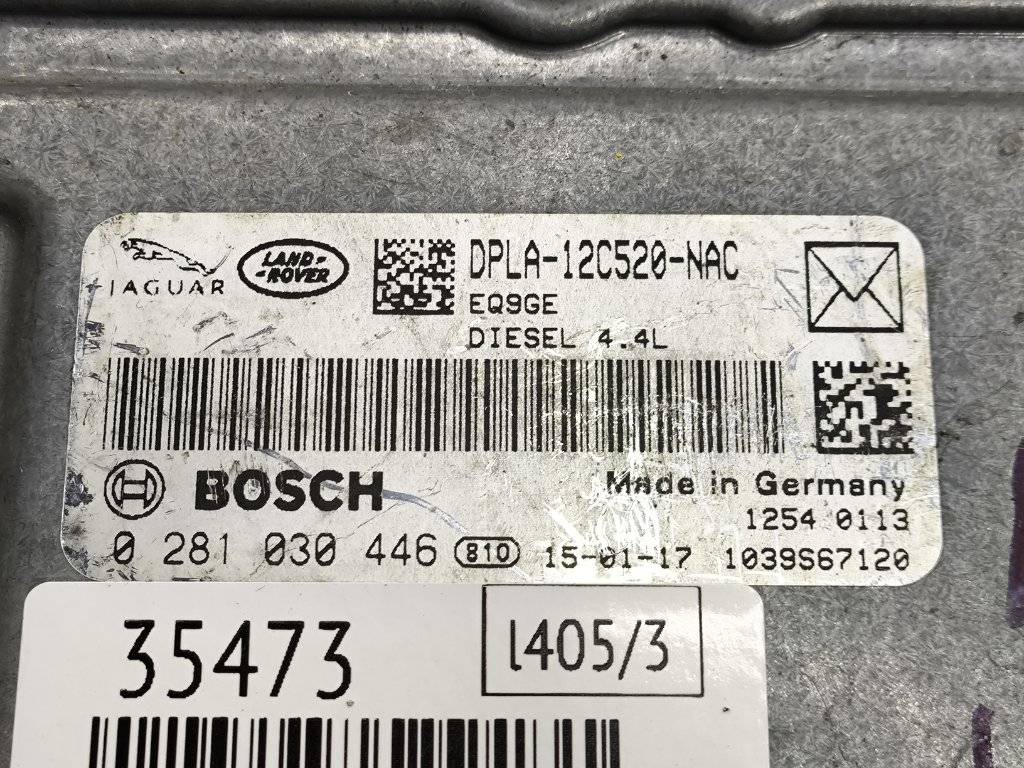 JAGUAR
LAND-
-ROVER
DPLA-12C520-NAC
EQ9GE
DIESEL 4.4L
BOSCH
Made in Germany
1254 0113
0 281 030 446 810 15-01-17 1039S67120
35473
l405/3